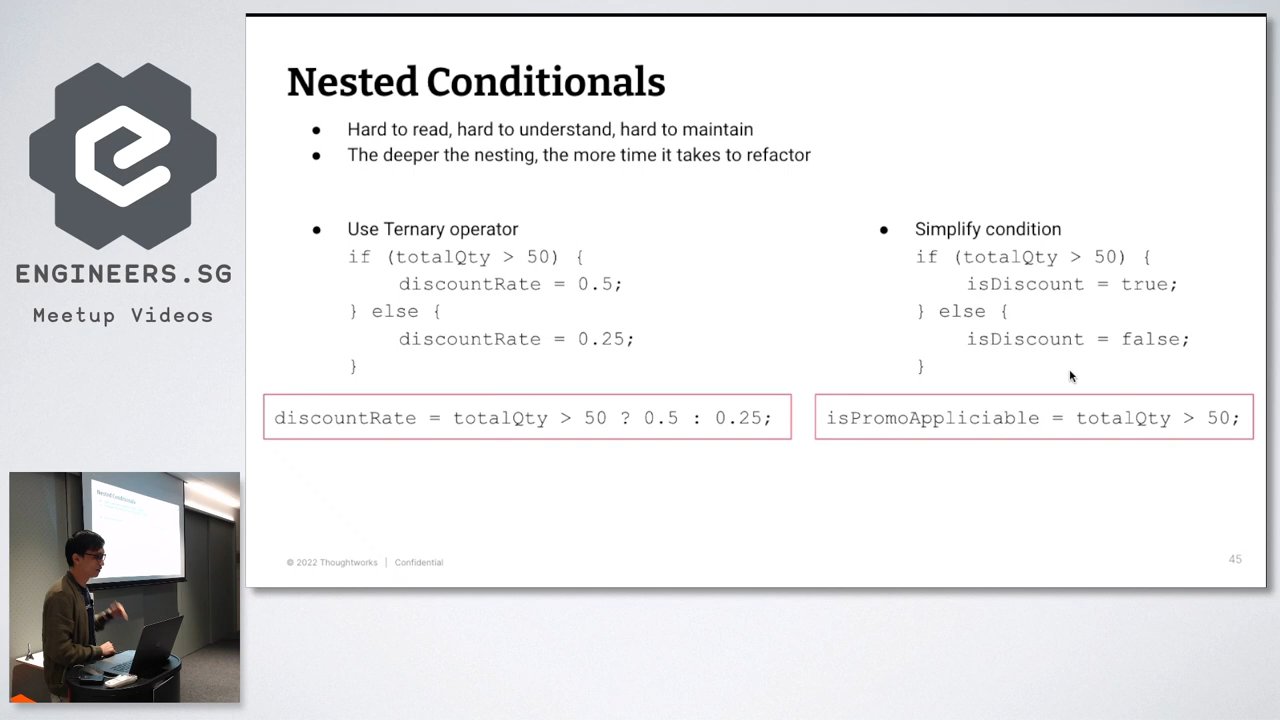 ENGINEERS.SG
Meetup Videos
Nested Conditionals
● Hard to read, hard to understand, hard to maintain
● The deeper the nesting, the more time it takes to refactor
● Use Ternary operator
if (totalQty > 50) {
discountRate = 0.5;
} else {
discountRate = 0.25;
}
discountRate = totalQty > 50 ? 0.5 : 0.25;
● Simplify condition
if (totalQty > 50) {
isDiscount = true;
} else {
isDiscount = false;
}
isPromoAppliciable = totalQty > 50;
© 2022 Thoughtworks | Confidential
45
Nested Conditionals